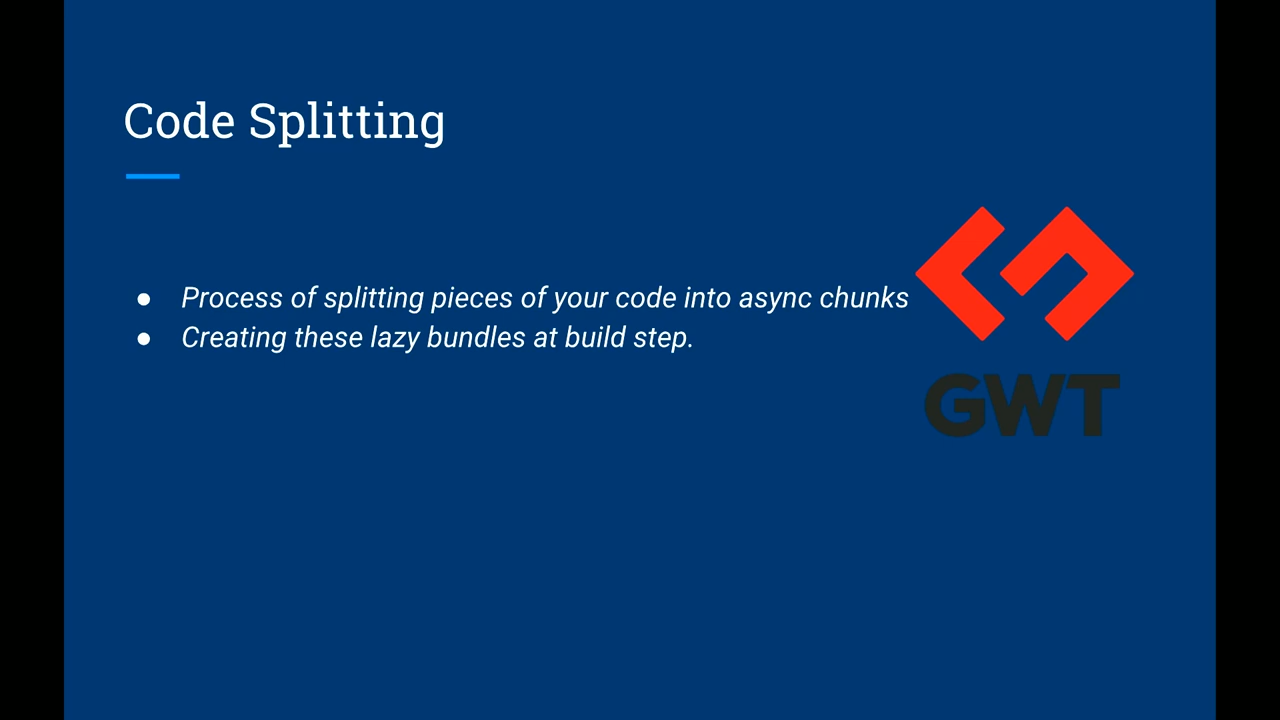 Code Splitting
● Process of splitting pieces of your code into async chunks
● Creating these lazy bundles at build step.
GWT